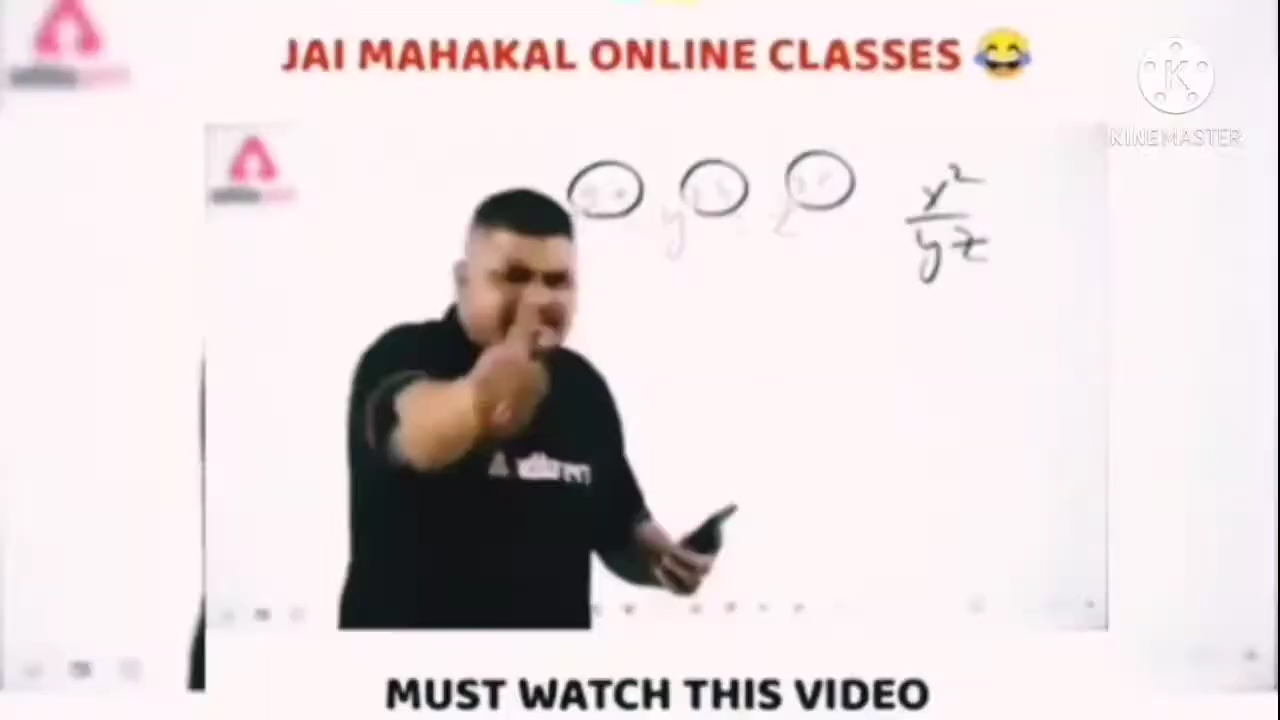 JAI MAHAKAL ONLINE CLASSES 😂
KINEMASTER
y z
x²
yz
MUST WATCH THIS VIDEO